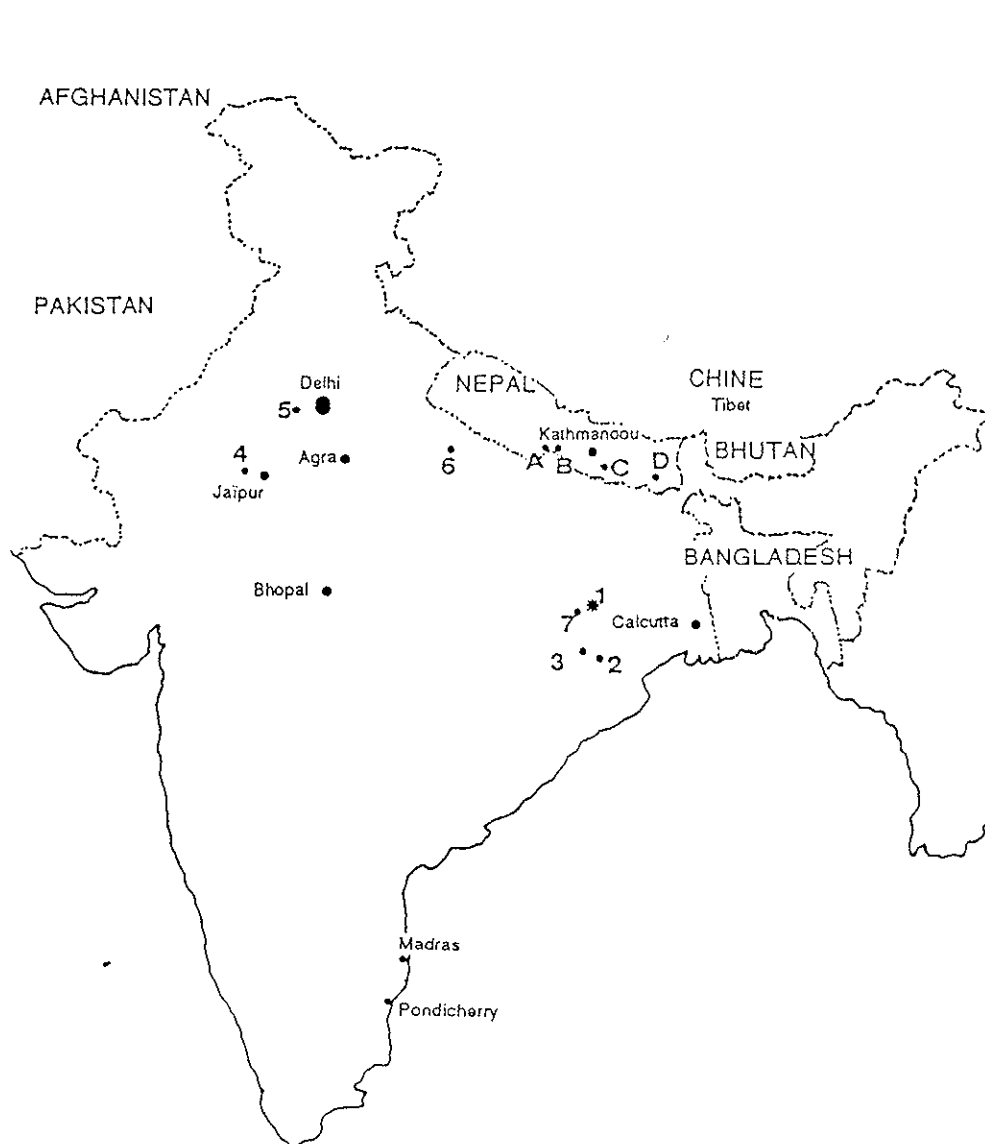 AFGHANISTAN
PAKISTAN
Delhi
5
NEPAL
CHINE
Tibet
4
Agra
6
Kathmanoou
A
B
C
D
BHUTAN
Jaïpur
BANGLADESH
Bhopal
1
7
Calcutta
3
2
Madras
Pondicherry